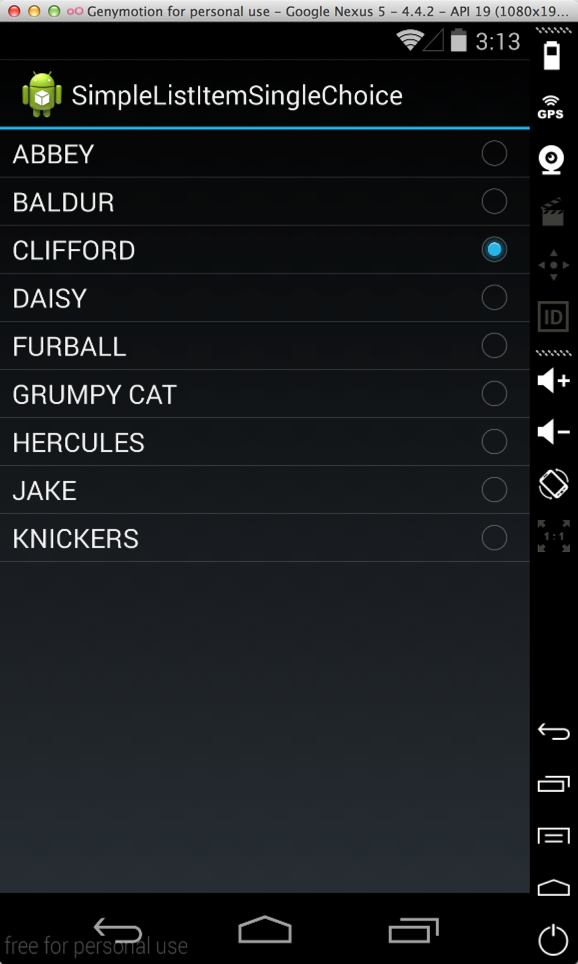 Genymotion for personal use – Google Nexus 5 – 4.4.2 – API 19 (1080x19...
3:13
SimpleListItemSingleChoice
ABBEY
BALDUR
CLIFFORD
DAISY
FURBALL
GRUMPY CAT
HERCULES
JAKE
KNICKERS
GPS
ID
+
−
1:1
free for personal use